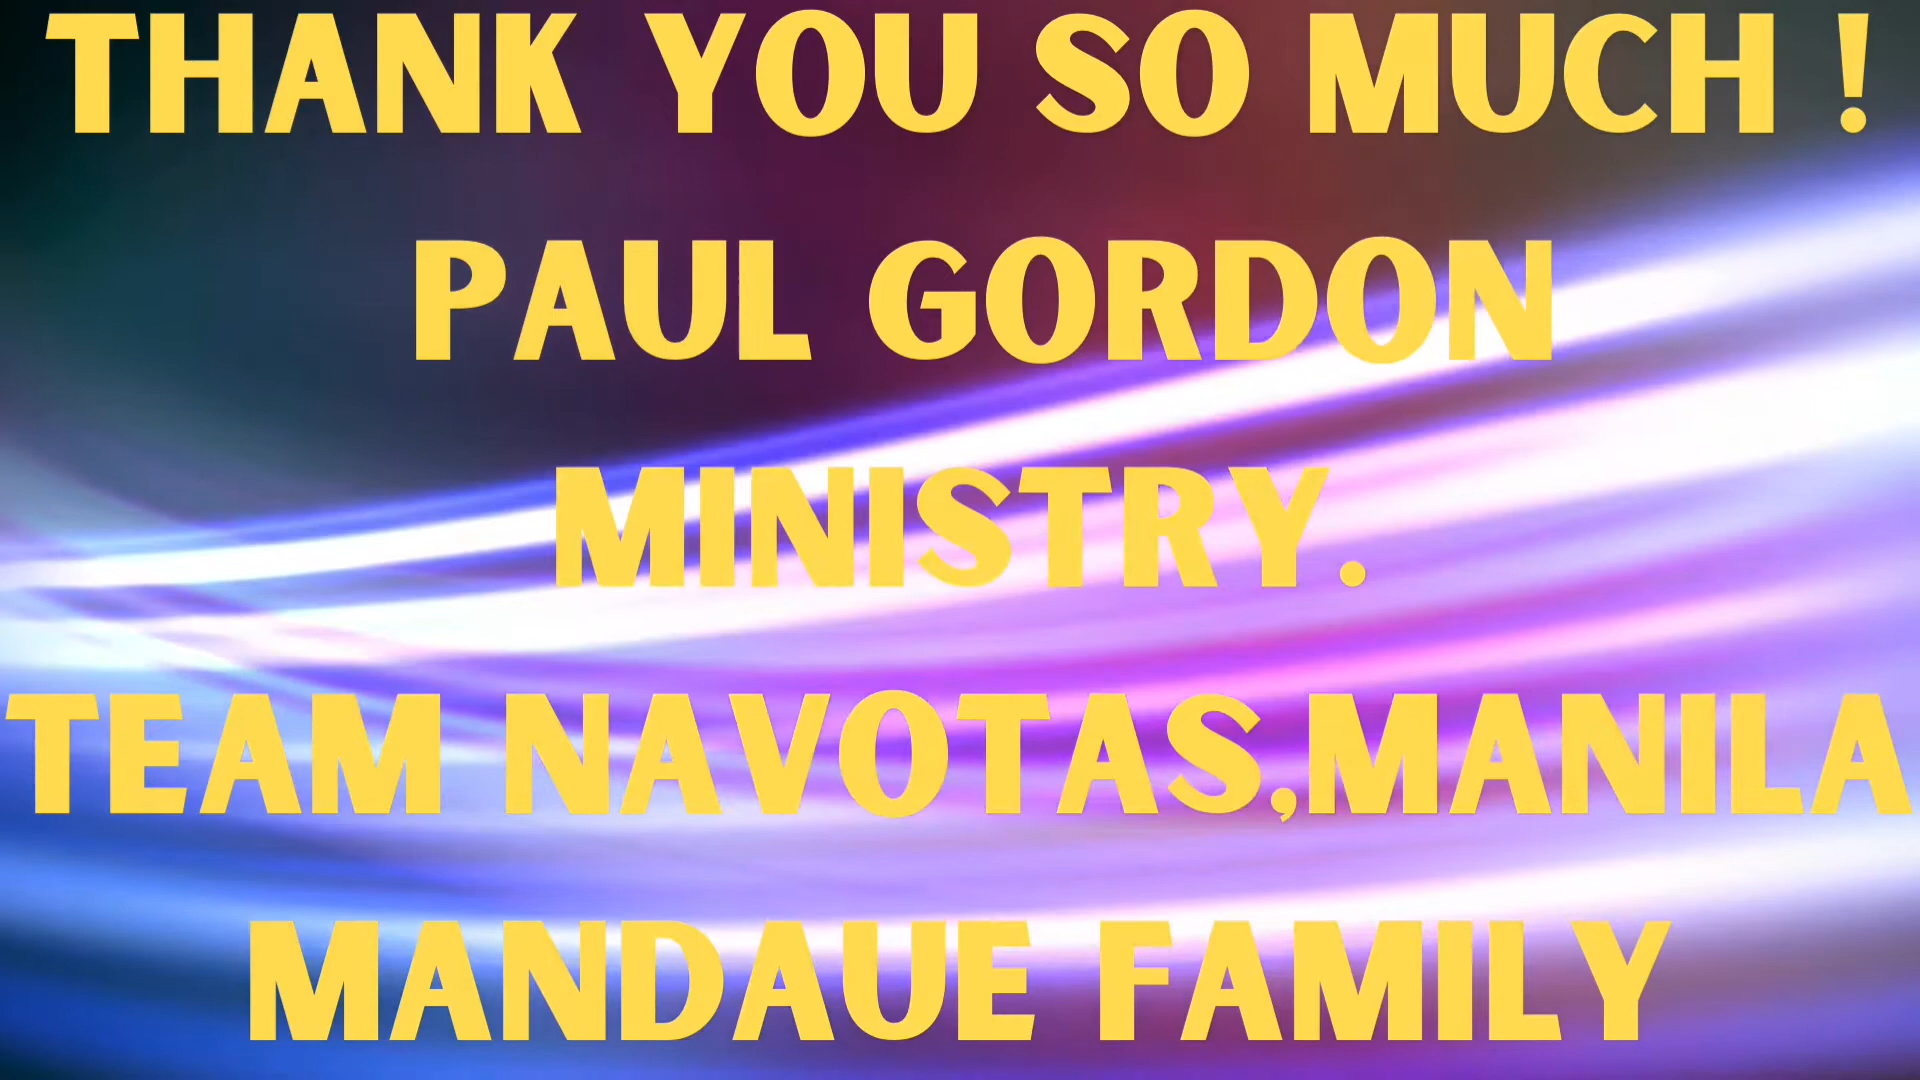 THANK YOU SO MUCH !
PAUL GORDON
MINISTRY.
TEAM NAVOTAS,MANILA
MANDAUE FAMILY